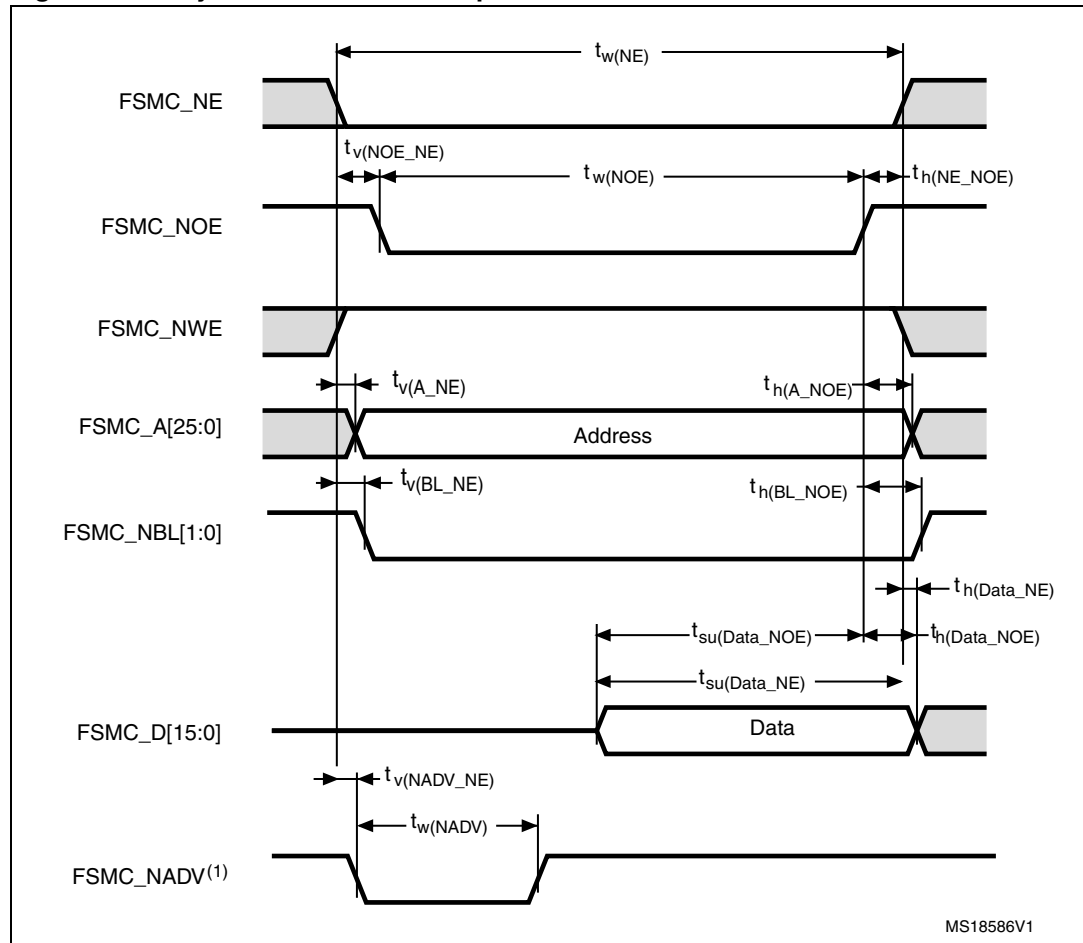 tw(NE)
FSMC_NE
tv(NOE_NE)
tw(NOE)
th(NE_NOE)
FSMC_NOE
FSMC_NWE
tv(A_NE)
th(A_NOE)
FSMC_A[25:0]
Address
tv(BL_NE)
th(BL_NOE)
FSMC_NBL[1:0]
th(Data_NE)
tsu(Data_NOE)
th(Data_NOE)
tsu(Data_NE)
FSMC_D[15:0]
Data
tv(NADV_NE)
tw(NADV)
FSMC_NADV(1)
MS18586V1